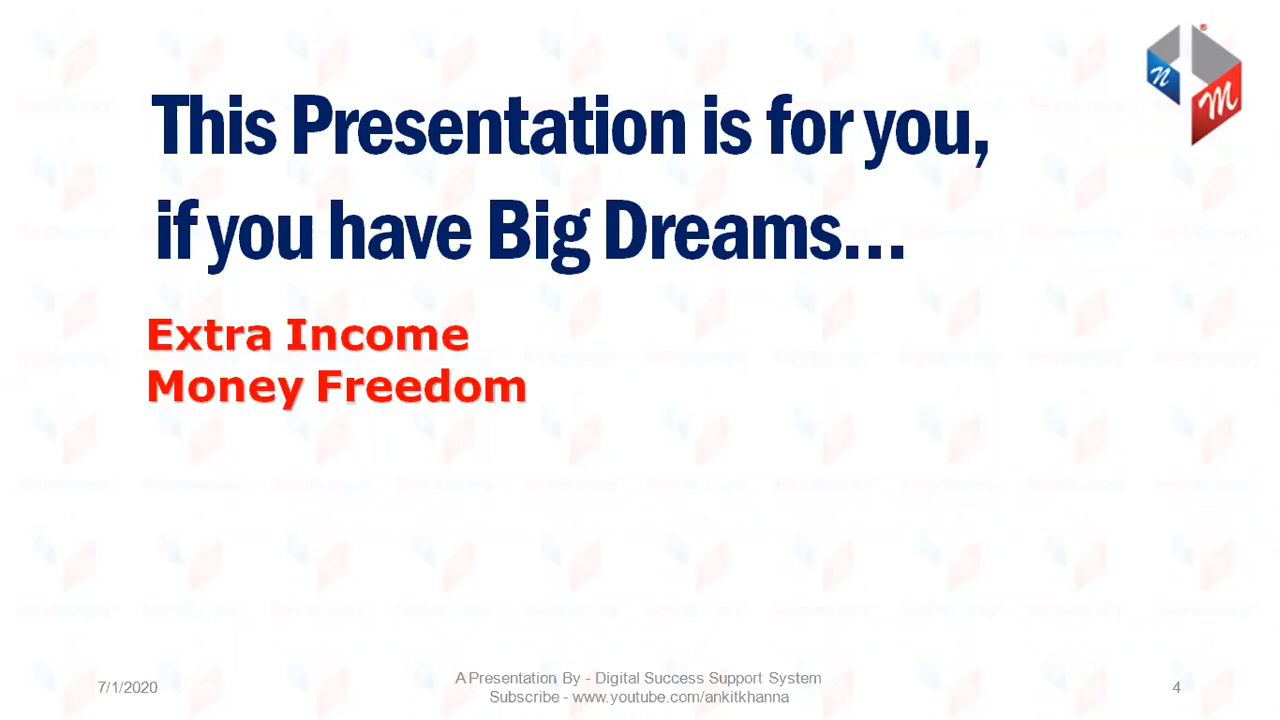 This Presentation is for you,
if you have Big Dreams...
Extra Income
Money Freedom
7/1/2020
A Presentation By - Digital Success Support System
Subscribe - www.youtube.com/ankitkhanna
4
n
M